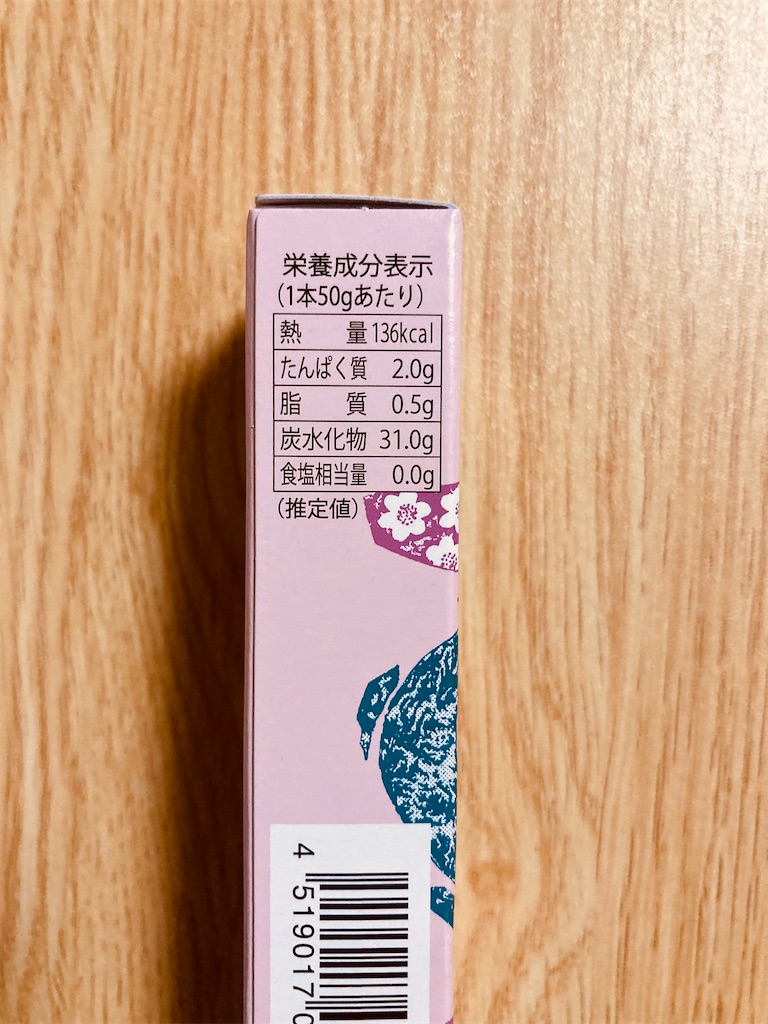 栄養成分表示
(1本50gあたり)
熱 量 136kcal
たんぱく質 2.0g
脂 質 0.5g
炭水化物 31.0g
食塩相当量 0.0g
(推定値)
4 519017